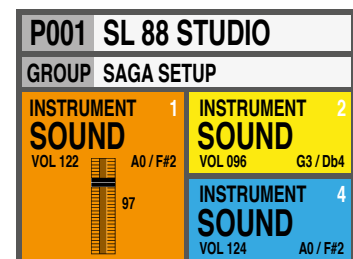 P001 SL 88 STUDIO
GROUP SAGA SETUP
INSTRUMENT 1
SOUND
VOL 122 A0 / F#2
97
INSTRUMENT 2
SOUND
VOL 096 G3 / Db4
INSTRUMENT 4
SOUND
VOL 124 A0 / F#2